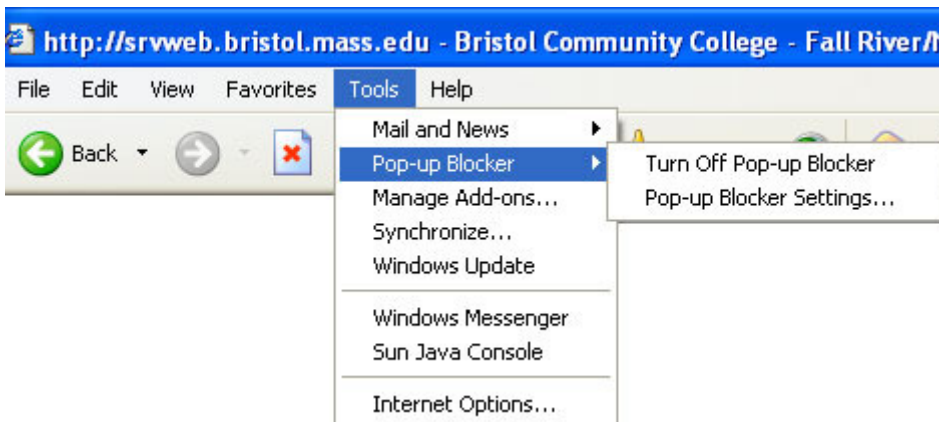 http://srvweb.bristol.mass.edu - Bristol Community College - Fall River/
File Edit View Favorites Tools Help
Back
Mail and News
Pop-up Blocker
Manage Add-ons...
Synchronize...
Windows Update
Windows Messenger
Sun Java Console
Internet Options...
Turn Off Pop-up Blocker
Pop-up Blocker Settings...